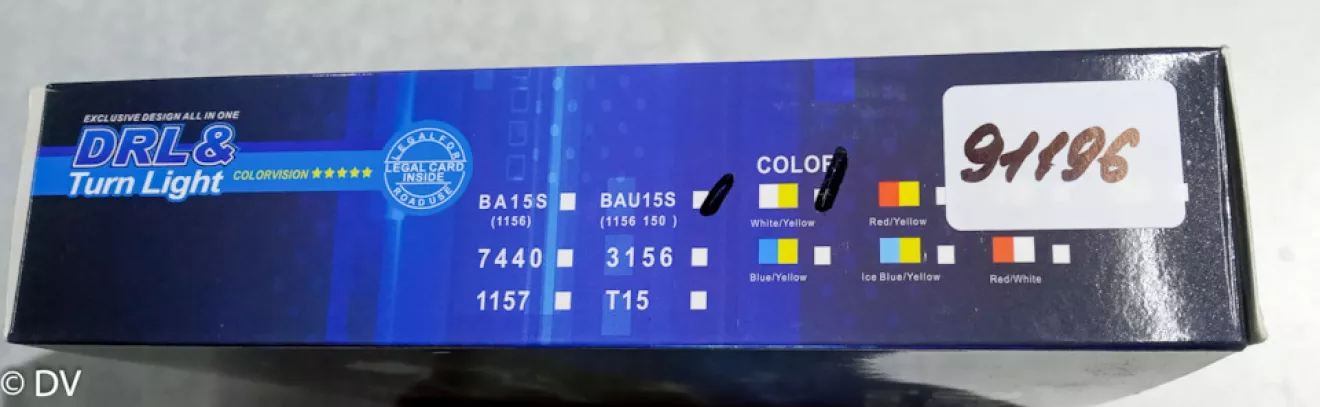 EXCLUSIVE DESIGN ALL IN ONE
DRL &
Turn Light
COLORVISION
LEGAL FOR
LEGAL CARD
INSIDE
ROAD USE
BA15S
(1156)
BAU15S
(1156 150 )
7440
3156
1157
T15
COLOR
White/Yellow
Red/Yellow
Blue/Yellow
Ice Blue/Yellow
Red/White
91196
© DV